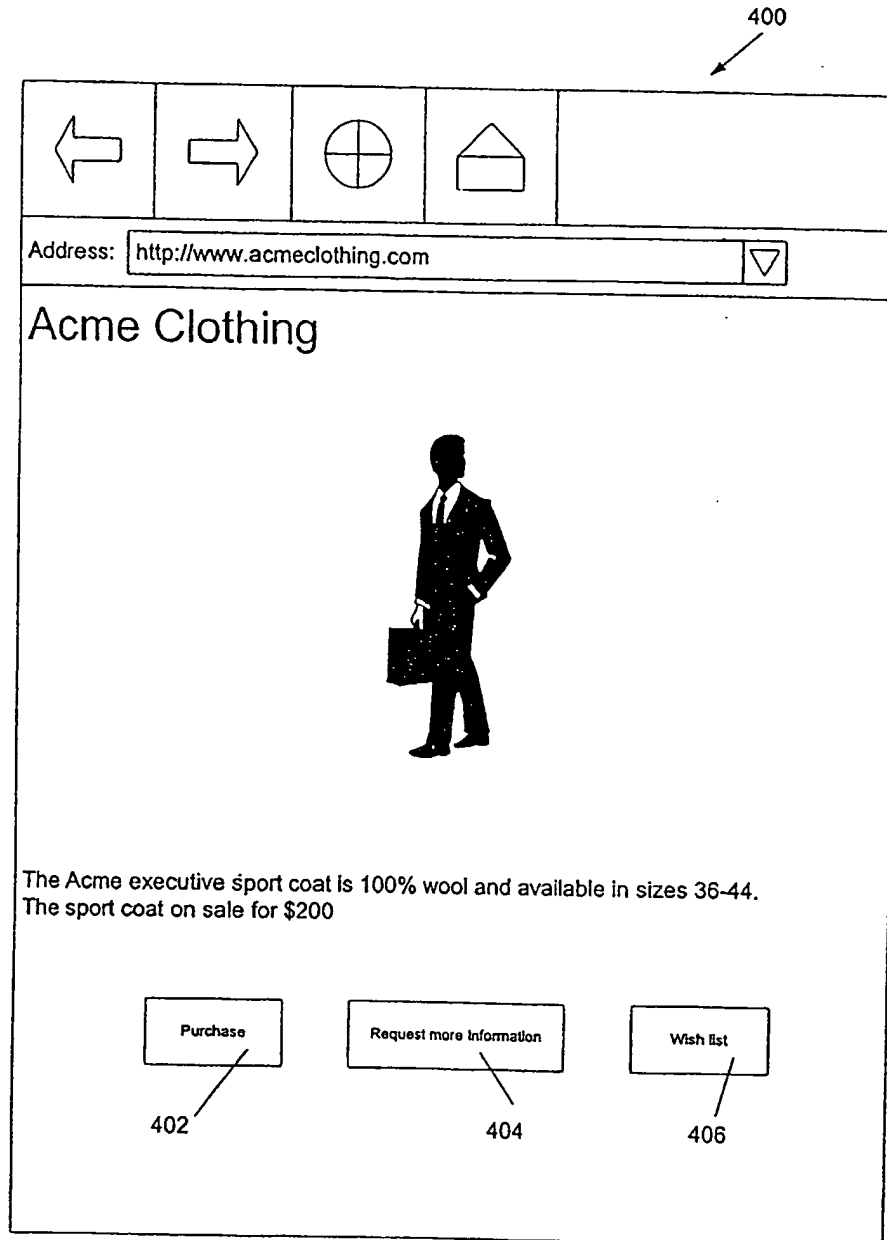 400
Address: http://www.acmeclothing.com
Acme Clothing
The Acme executive sport coat is 100% wool and available in sizes 36-44.
The sport coat on sale for $200
Purchase
Request more Information
Wish list
402
404
406